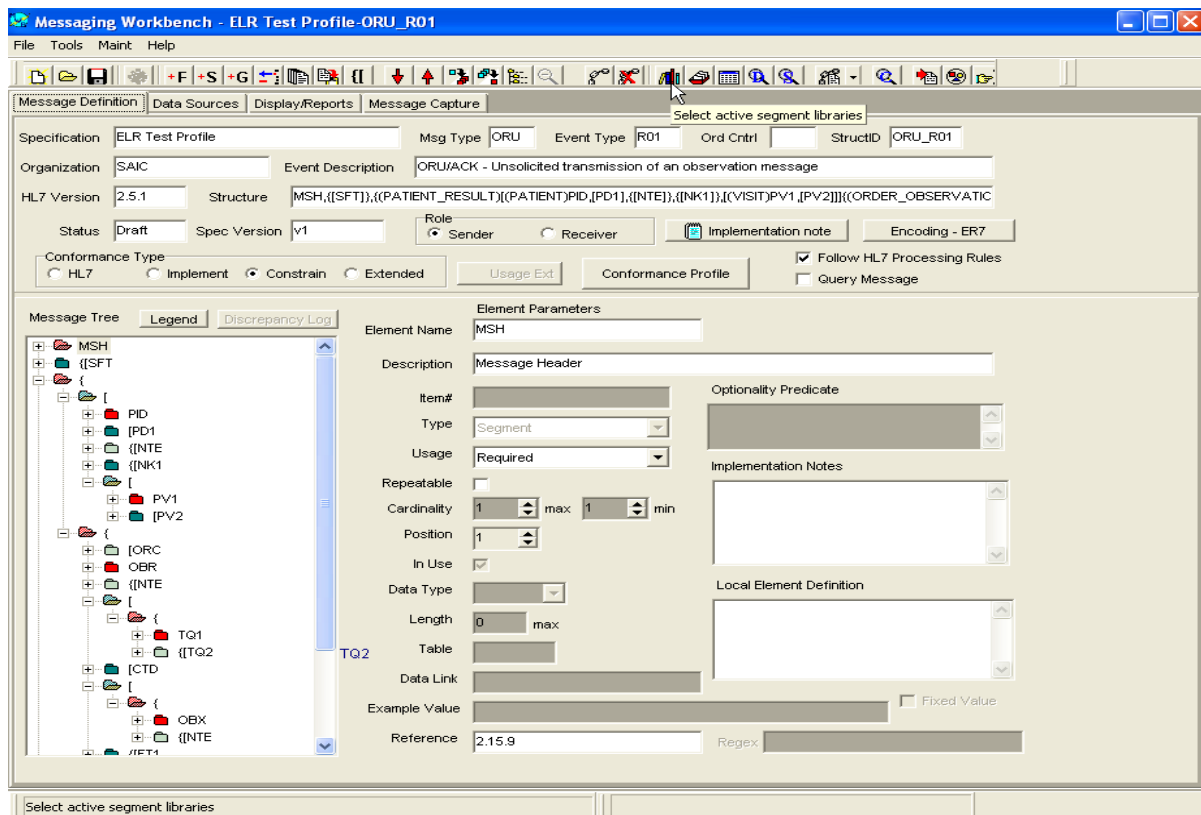 Messaging Workbench - ELR Test Profile-ORU_R01
File Tools Maint Help
+F +S +G {[
Message Definition Data Sources Display/Reports Message Capture
Select active segment libraries
Specification ELR Test Profile Msg Type ORU Event Type R01 Ord Cntrl StructID ORU_R01
Organization SAIC Event Description ORU/ACK - Unsolicited transmission of an observation message
HL7 Version 2.5.1 Structure MSH,{[SFT]},{(PATIENT_RESULT)[(PATIENT)PID,[PD1],{[NTE]},{[NK1]},[(VISIT)PV1,[PV2]]]{(ORDER_OBSERVATIC
Status Draft Spec Version v1 Role Sender Receiver Implementation note Encoding - ER7
Conformance Type
HL7 Implement Constrain Extended Usage Ext Conformance Profile Follow HL7 Processing Rules
Query Message
Message Tree Legend Discrepancy Log
Element Parameters
Element Name MSH
Description Message Header
Item#
Type Segment
Usage Required
Repeatable
Cardinality 1 max 1 min
Position 1
In Use
Data Type
Length 0 max
Table
Data Link
Example Value
Reference 2.15.9
Optionality Predicate
Implementation Notes
Local Element Definition
Fixed Value
Regex
MSH
{[SFT
{
[
PID
[PD1
{[NTE
{[NK1
[
PV1
[PV2
{
[ORC
OBR
{[NTE
[
{
TQ1
{[TQ2
TQ2
[CTD
[
{
OBX
{[NTE
Select active segment libraries